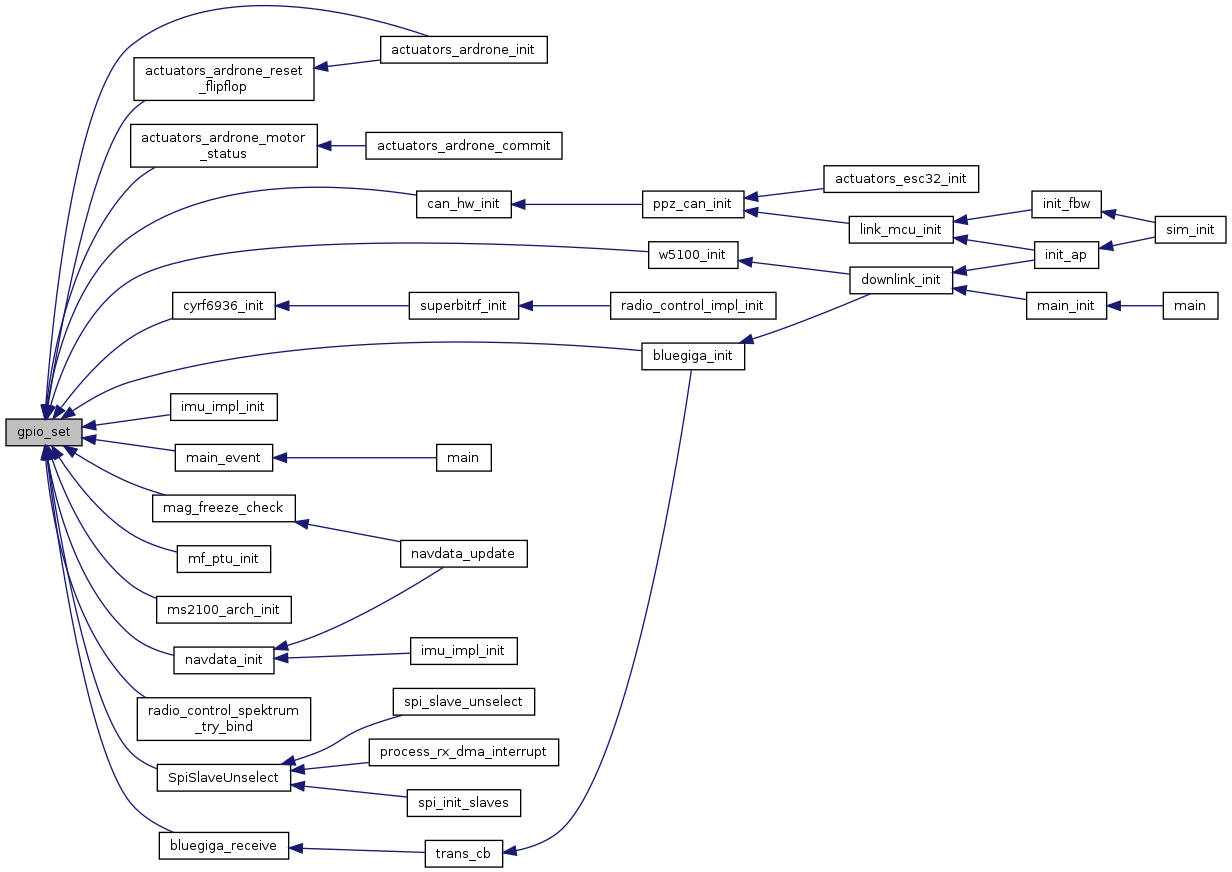 actuators_ardrone_init
actuators_ardrone_reset
_flipflop
actuators_ardrone_motor
_status
actuators_ardrone_commit
actuators_esc32_init
can_hw_init
ppz_can_init
init_fbw
link_mcu_init
sim_init
w5100_init
init_ap
downlink_init
cyrf6936_init
superbitrf_init
radio_control_impl_init
main_init
main
bluegiga_init
imu_impl_init
gpio_set
main_event
main
mag_freeze_check
navdata_update
mf_ptu_init
ms2100_arch_init
navdata_init
imu_impl_init
radio_control_spektrum
_try_bind
spi_slave_unselect
process_rx_dma_interrupt
SpiSlaveUnselect
spi_init_slaves
bluegiga_receive
trans_cb